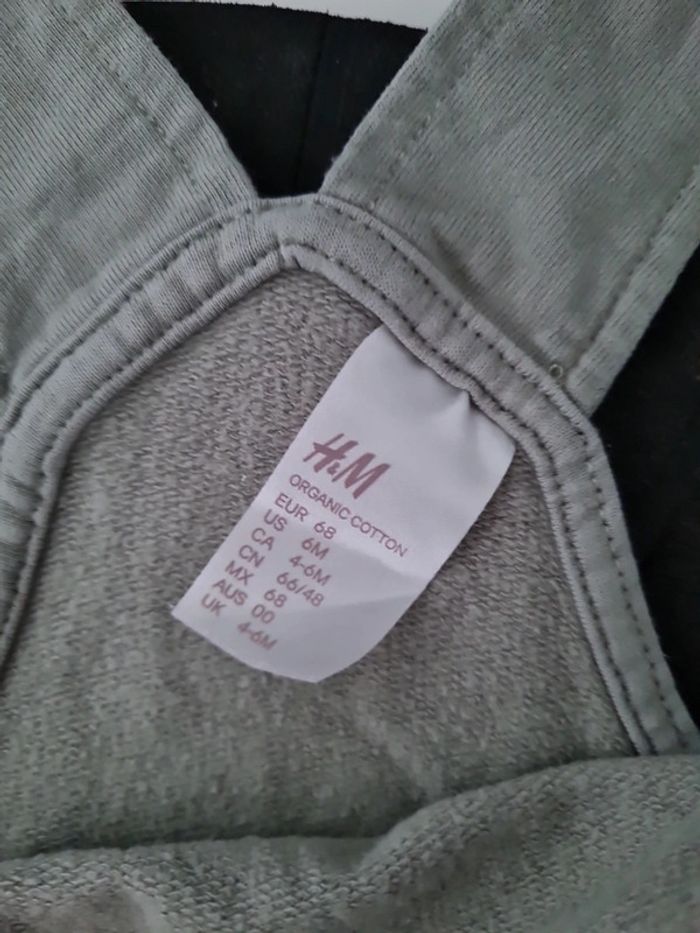 H&M
ORGANIC COTTON
EUR 68
US 6M
CA 4-6M
CN 66/48
MX 68
AUS 00
UK 4-6M